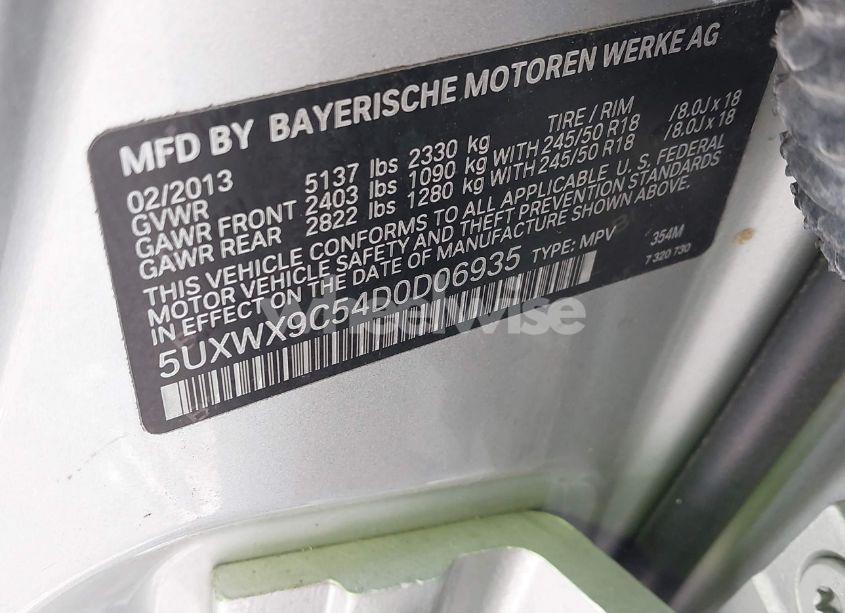 MFD BY BAYERISCHE MOTOREN WERKE AG
02/2013 TIRE / RIM
GVWR 5137 lbs 2330 kg
GAWR FRONT 2403 lbs 1090 kg WITH 245/50 R18 /8.0J x 18
GAWR REAR 2822 lbs 1280 kg WITH 245/50 R18 /8.0J x 18
THIS VEHICLE CONFORMS TO ALL APPLICABLE U. S. FEDERAL
MOTOR VEHICLE SAFETY AND THEFT PREVENTION STANDARDS
IN EFFECT ON THE DATE OF MANUFACTURE SHOWN ABOVE.
5UXWX9C54D0D06935 TYPE: MPV 354M
7 320 730
wheelwise